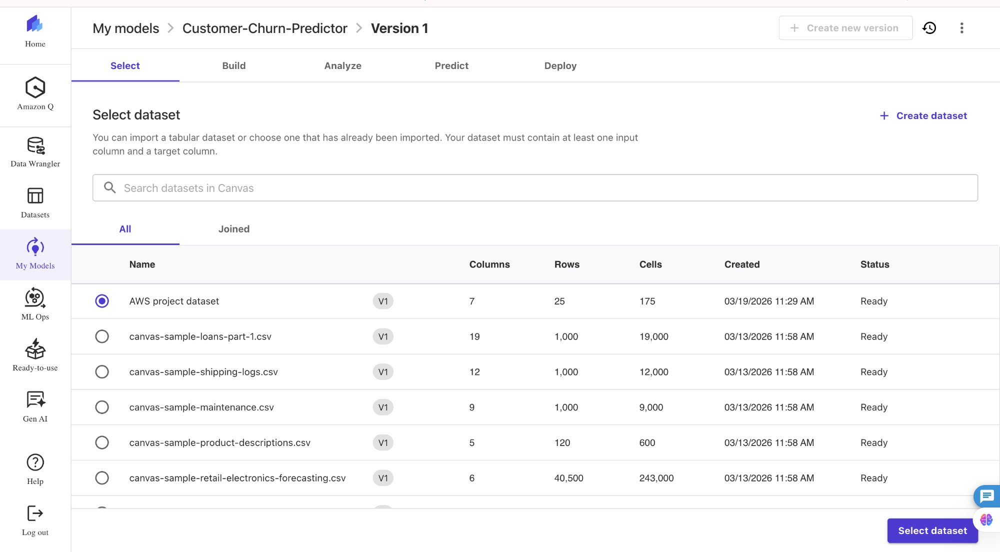 My models > Customer-Churn-Predictor > Version 1
+ Create new version
Home
Amazon Q
Data Wrangler
Datasets
My Models
ML Ops
Ready-to-use
Gen AI
Help
Log out
Select Build Analyze Predict Deploy
Select dataset
+ Create dataset
You can import a tabular dataset or choose one that has already been imported. Your dataset must contain at least one input
column and a target column.
Search datasets in Canvas
All Joined
Name Columns Rows Cells Created Status
AWS project dataset V1 7 25 175 03/19/2026 11:29 AM Ready
canvas-sample-loans-part-1.csv V1 19 1,000 19,000 03/13/2026 11:58 AM Ready
canvas-sample-shipping-logs.csv V1 12 1,000 12,000 03/13/2026 11:58 AM Ready
canvas-sample-maintenance.csv V1 9 1,000 9,000 03/13/2026 11:58 AM Ready
canvas-sample-product-descriptions.csv V1 5 120 600 03/13/2026 11:58 AM Ready
canvas-sample-retail-electronics-forecasting.csv V1 6 40,500 243,000 03/13/2026 11:58 AM Ready
Select dataset